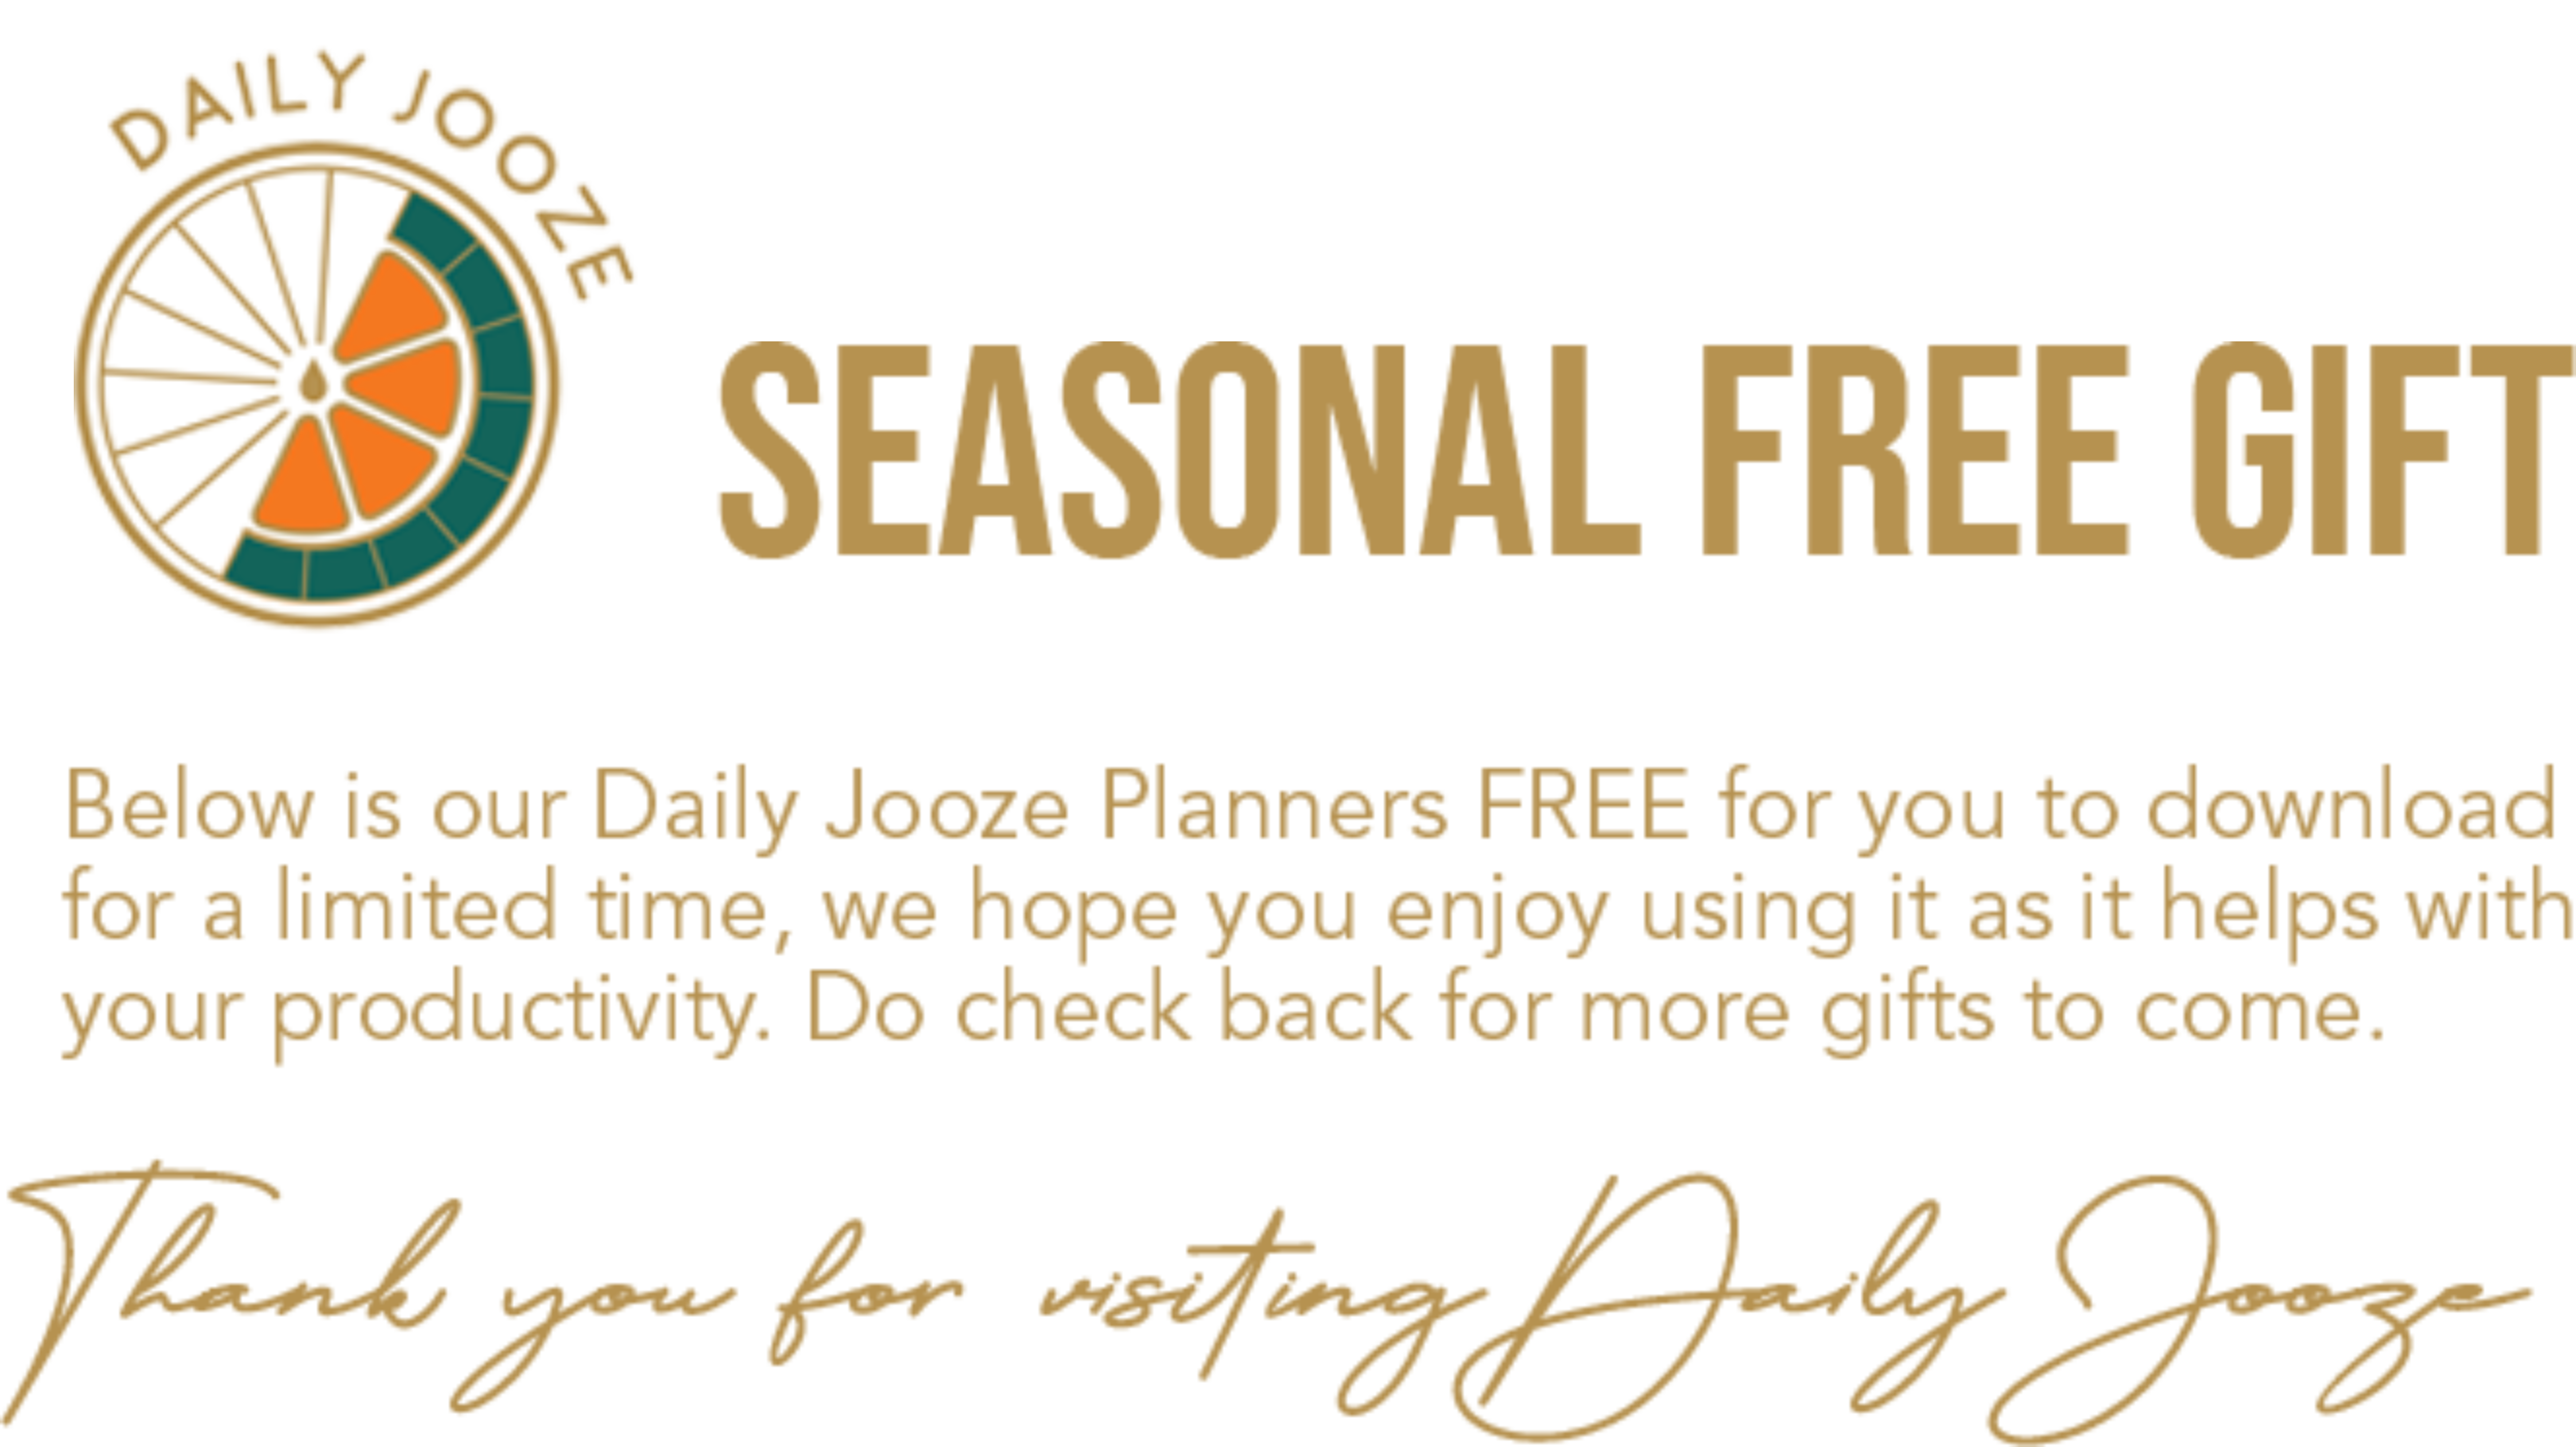 DAILY JOOZE
SEASONAL FREE GIFT
Below is our Daily Jooze Planners FREE for you to download
for a limited time, we hope you enjoy using it as it helps with
your productivity. Do check back for more gifts to come.
Thank you for visiting Daily Jooze